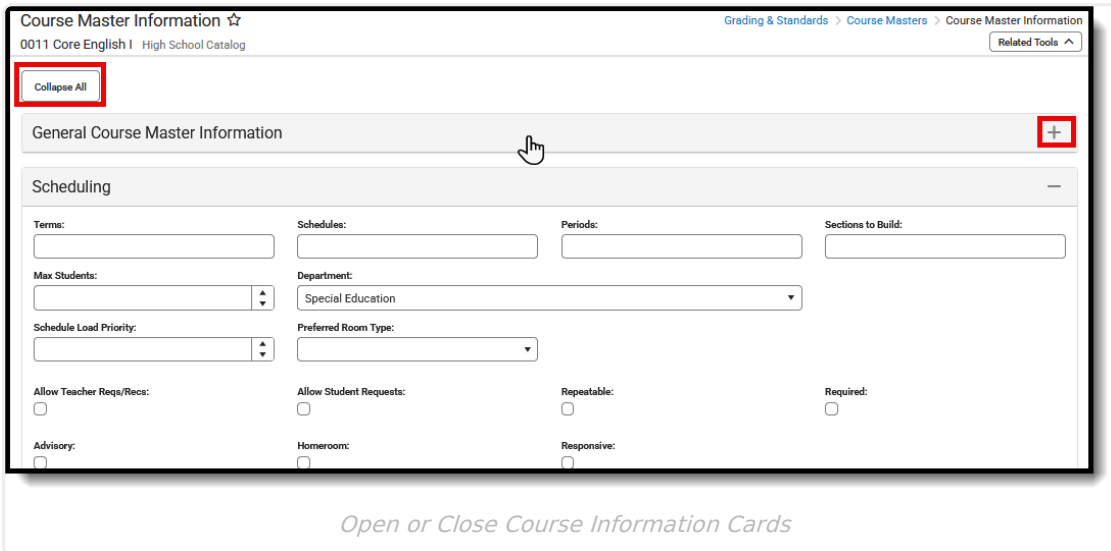 Course Master Information
Grading & Standards > Course Masters > Course Master Information
0011 Core English I High School Catalog
Related Tools
Collapse All
General Course Master Information
Scheduling
Terms: Schedules: Periods: Sections to Build:
Max Students: Department:
Special Education
Schedule Load Priority: Preferred Room Type:
Allow Teacher Reqs/Recs: Allow Student Requests: Repeatable: Required:
Advisory: Homeroom: Responsive:
Open or Close Course Information Cards